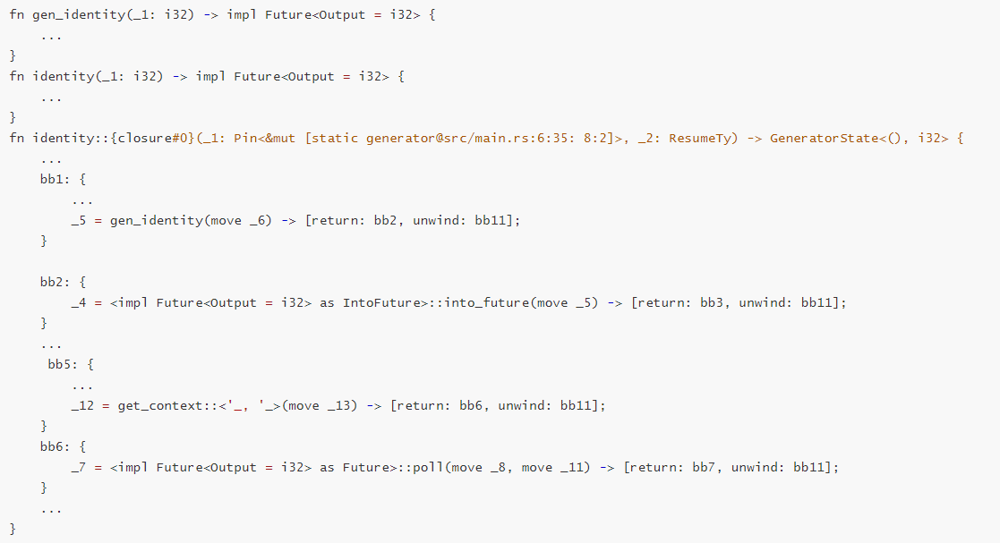 fn gen_identity(_1: i32) -> impl Future<Output = i32> {
    ...
}
fn identity(_1: i32) -> impl Future<Output = i32> {
    ...
}
fn identity::{closure#0}(_1: Pin<&mut [static generator@src/main.rs:6:35: 8:2]>, _2: ResumeTy) -> GeneratorState<(), i32> {
    ...
    bb1: {
        ...
        _5 = gen_identity(move _6) -> [return: bb2, unwind: bb11];
    }

    bb2: {
        _4 = <impl Future<Output = i32> as IntoFuture>::into_future(move _5) -> [return: bb3, unwind: bb11];
    }
    ...
     bb5: {
        ...
        _12 = get_context::<'_, '_>(move _13) -> [return: bb6, unwind: bb11];
    }
    bb6: {
        _7 = <impl Future<Output = i32> as Future>::poll(move _8, move _11) -> [return: bb7, unwind: bb11];
    }
    ...
}